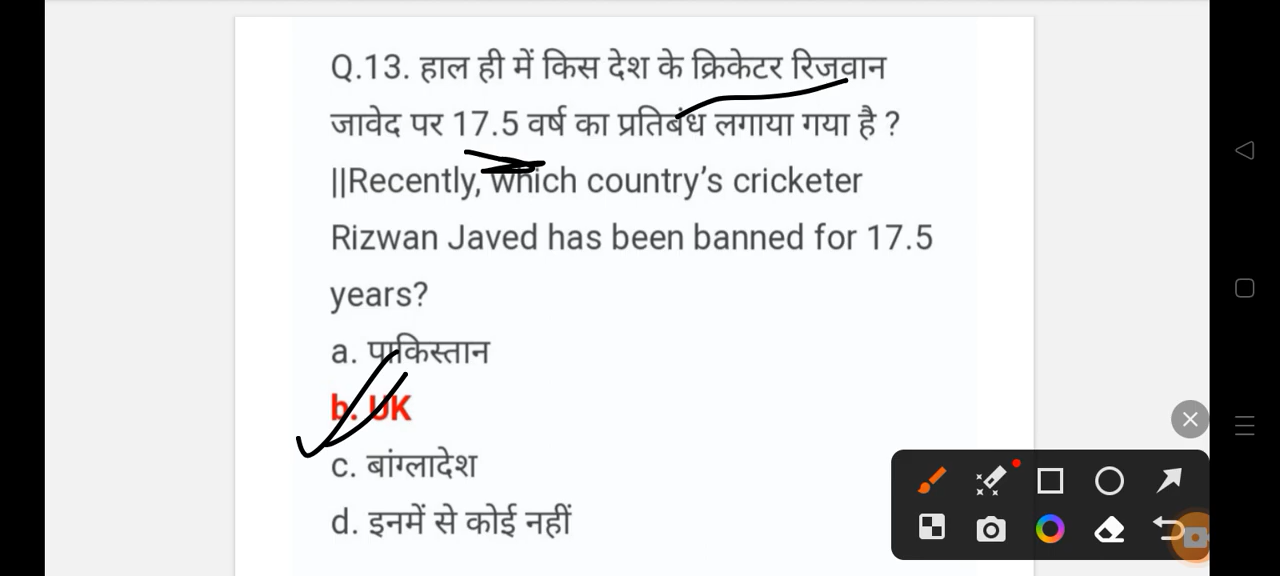 Q.13. हाल ही में किस देश के क्रिकेटर रिजवान
जावेद पर 17.5 वर्ष का प्रतिबंध लगाया गया है ?
||Recently, which country's cricketer
Rizwan Javed has been banned for 17.5
years?
a. पाकिस्तान
b. UK
c. बांग्लादेश
d. इनमें से कोई नहीं